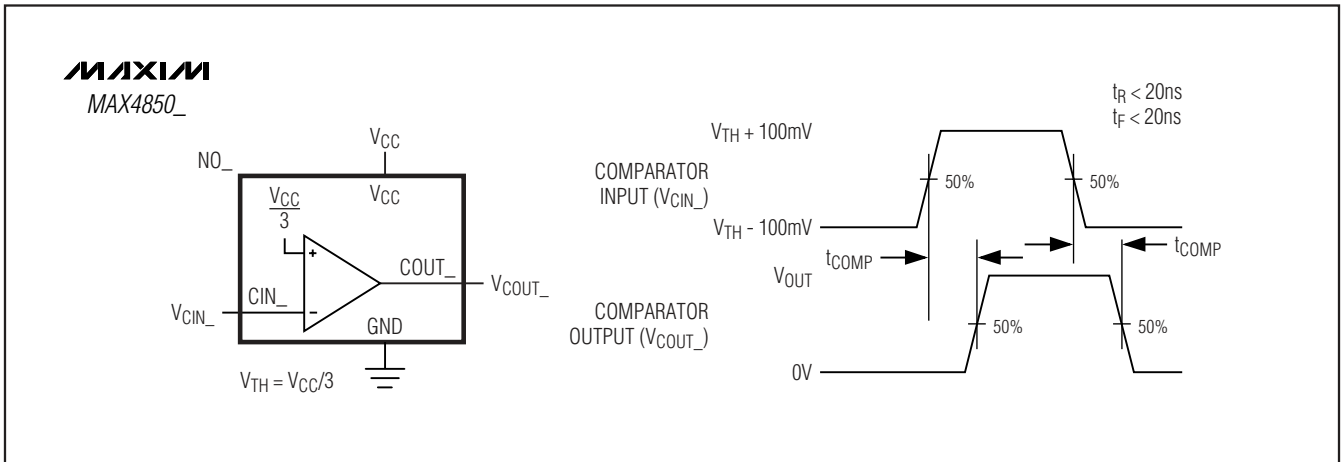 MAXIM
MAX4850_
NO_
VCC
VCC
VCC
3
+
-
CIN_
COUT_
GND
VCIN_
VCOUT_
VTH = VCC/3
tR < 20ns
tF < 20ns
VTH + 100mV
COMPARATOR
INPUT (VCIN_)
50%
50%
VTH - 100mV
tCOMP
tCOMP
VOUT
COMPARATOR
OUTPUT (VCOUT_)
50%
50%
0V